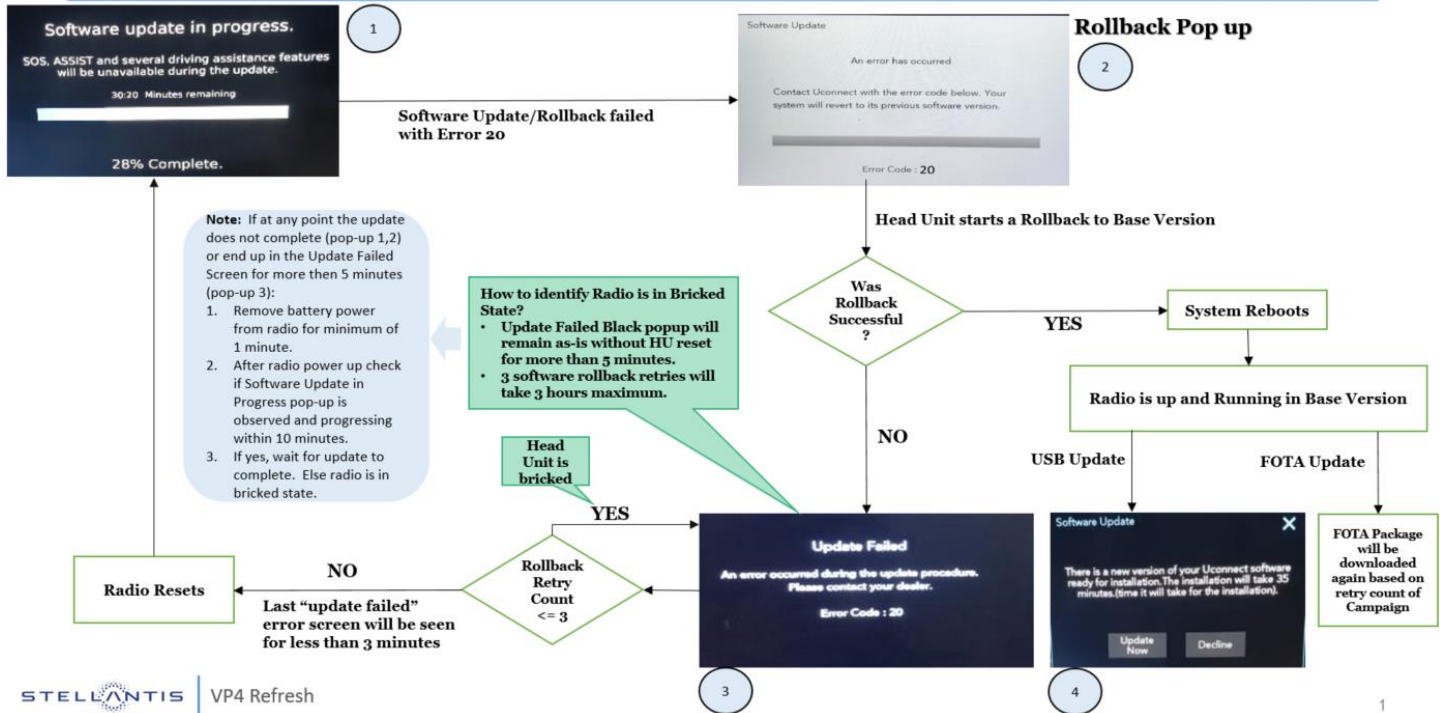 Software update in progress.
SOS, ASSIST and several driving assistance features
will be unavailable during the update.
30:20 Minutes remaining
28% Complete.
1
Software Update/Rollback failed
with Error 20
Software Update
An error has occurred
Contact Uconnect with the error code below. Your
system will revert to its previous software version.
Error Code : 20
Rollback Pop up
2
Head Unit starts a Rollback to Base Version
Was
Rollback
Successful
?
YES
System Reboots
Radio is up and Running in Base Version
USB Update
FOTA Update
NO
Note: If at any point the update
does not complete (pop-up 1,2)
or end up in the Update Failed
Screen for more then 5 minutes
(pop-up 3):
1. Remove battery power
from radio for minimum of
1 minute.
2. After radio power up check
if Software Update in
Progress pop-up is
observed and progressing
within 10 minutes.
3. If yes, wait for update to
complete. Else radio is in
bricked state.
How to identify Radio is in Bricked
State?
• Update Failed Black popup will
remain as-is without HU reset
for more than 5 minutes.
• 3 software rollback retries will
take 3 hours maximum.
Head
Unit is
bricked
YES
Radio Resets
NO
Last “update failed”
error screen will be seen
for less than 3 minutes
Rollback
Retry
Count
<= 3
Update Failed
An error occurred during the update procedure.
Please contact your dealer.
Error Code : 20
3
Software Update
X
There is a new version of your Uconnect software
ready for installation.The installation will take 35
minutes.(time it will take for the installation).
Update
Now
Decline
4
FOTA Package
will be
downloaded
again based on
retry count of
Campaign
STELLANTIS
VP4 Refresh
1